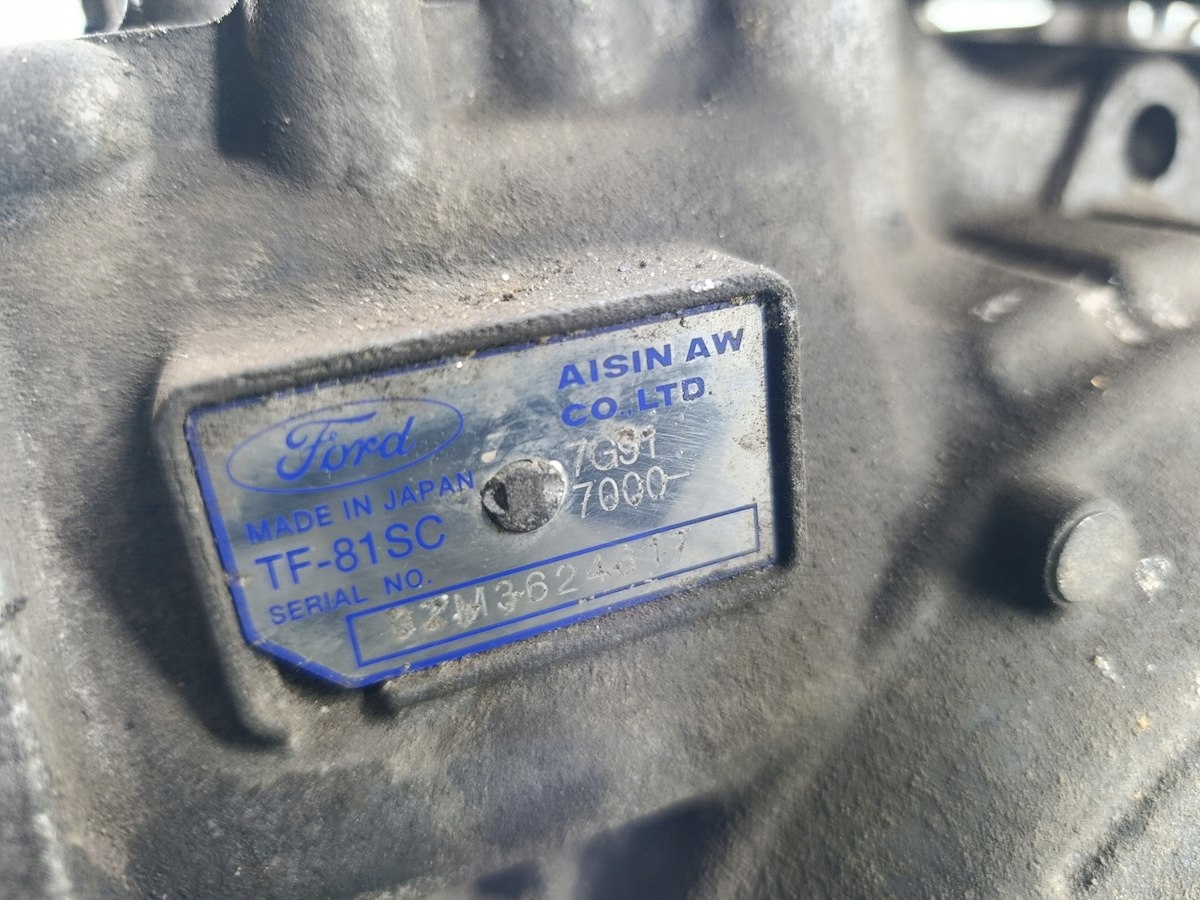 Ford
AISIN AW
CO.,LTD.
7G91
7000-
MADE IN JAPAN
TF-81SC
SERIAL NO.